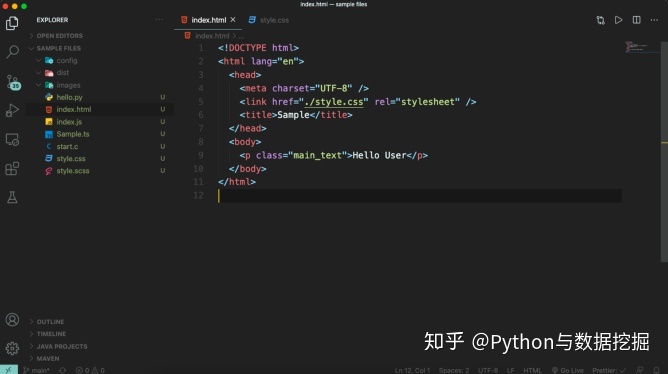 index.html — sample files
EXPLORER
index.html
style.css
OPEN EDITORS
index.html > ...
SAMPLE FILES
config
dist
images
hello.py U
index.html U
index.js U
Sample.ts U
start.c U
style.css U
style.scss U
35
1 <!DOCTYPE html>
2 <html lang="en">
3 <head>
4 <meta charset="UTF-8" />
5 <link href="./style.css" rel="stylesheet" />
6 <title>Sample</title>
7 </head>
8 <body>
9 <p class="main_text">Hello User</p>
10 </body>
11 </html>
12
OUTLINE
TIMELINE
JAVA PROJECTS
MAVEN
知乎 @Python与数据挖掘
main* 0 0 Ln 12, Col 1 Spaces: 2 UTF-8 LF HTML Go Live Prettier: ✓